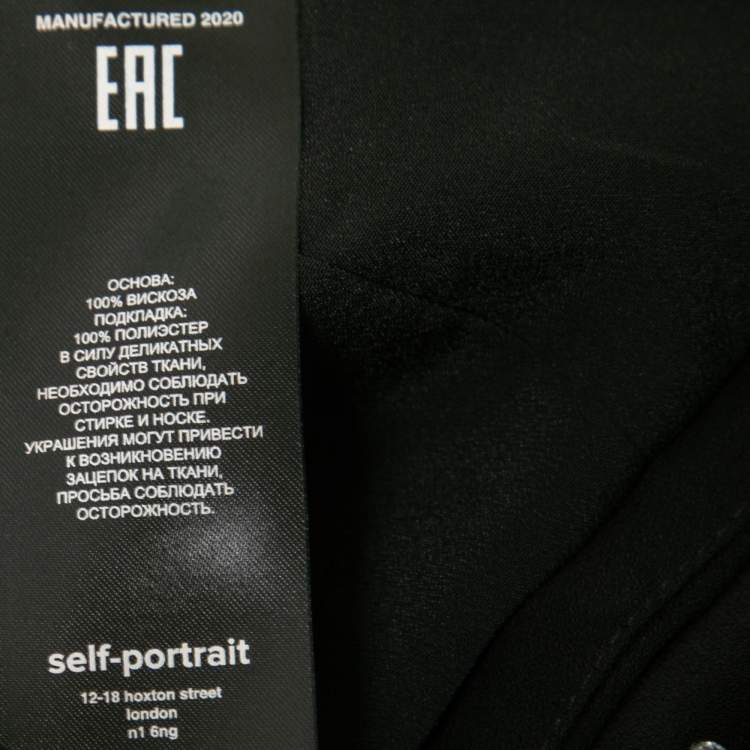 MANUFACTURED 2020
EAC
ОСНОВА:
100% ВИСКОЗА
ПОДКЛАДКА:
100% ПОЛИЭСТЕР
В СИЛУ ДЕЛИКАТНЫХ
СВОЙСТВ ТКАНИ,
НЕОБХОДИМО СОБЛЮДАТЬ
ОСТОРОЖНОСТЬ ПРИ
СТИРКЕ И НОСКЕ.
УКРАШЕНИЯ МОГУТ ПРИВЕСТИ
К ВОЗНИКНОВЕНИЮ
ЗАЦЕПОК НА ТКАНИ,
ПРОСЬБА СОБЛЮДАТЬ
ОСТОРОЖНОСТЬ.
self-portrait
12-18 hoxton street
london
n1 6ng